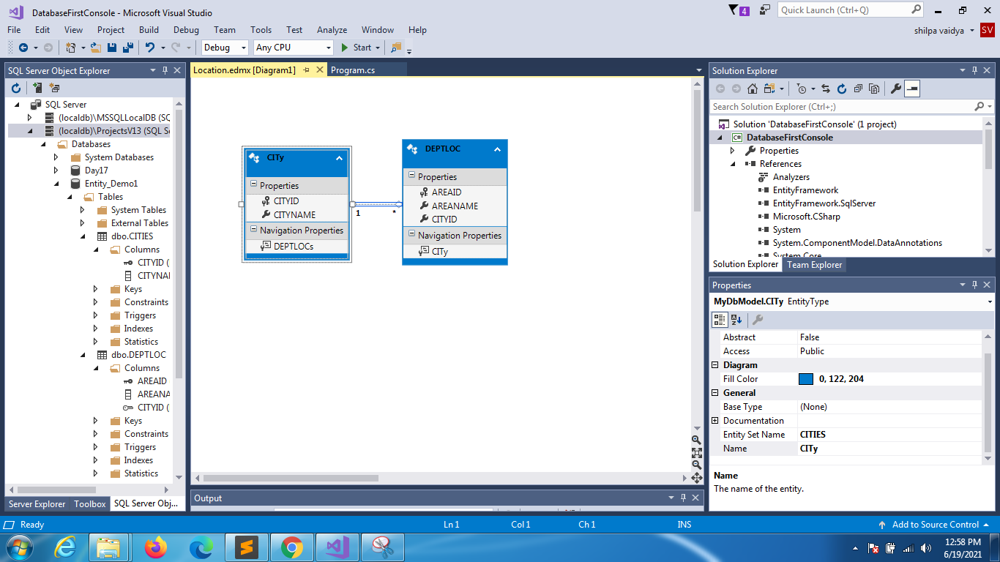 DatabaseFirstConsole - Microsoft Visual Studio
4
Quick Launch (Ctrl+Q)
File Edit View Project Build Debug Team Tools Test Analyze Window Help
shilpa vaidya SV
Debug Any CPU Start
SQL Server Object Explorer
SQL Server
(localdb)\MSSQLLocalDB (SQ
(localdb)\ProjectsV13 (SQL Se
Databases
System Databases
Day17
Entity_Demo1
Tables
System Tables
External Tables
dbo.CITIES
Columns
CITYID (
CITYNA
Keys
Constraints
Triggers
Indexes
Statistics
dbo.DEPTLOC
Columns
AREAID
AREANA
CITYID (
Keys
Constraints
Triggers
Indexes
Statistics
Server Explorer Toolbox SQL Server Obj...
Location.edmx [Diagram1] Program.cs
CITy
Properties
CITYID
CITYNAME
Navigation Properties
DEPTLOCs
1 *
DEPTLOC
Properties
AREAID
AREANAME
CITYID
Navigation Properties
CITy
Output
Solution Explorer
Search Solution Explorer (Ctrl+;)
Solution 'DatabaseFirstConsole' (1 project)
C# DatabaseFirstConsole
Properties
References
Analyzers
EntityFramework
EntityFramework.SqlServer
Microsoft.CSharp
System
System.ComponentModel.DataAnnotations
System.Core
Solution Explorer Team Explorer
Properties
MyDbModel.CITy EntityType
Abstract False
Access Public
Diagram
Fill Color 0, 122, 204
General
Base Type (None)
Documentation
Entity Set Name CITIES
Name CITy
Name
The name of the entity.
Ready Ln 1 Col 1 Ch 1 INS Add to Source Control
12:58 PM
6/19/2021